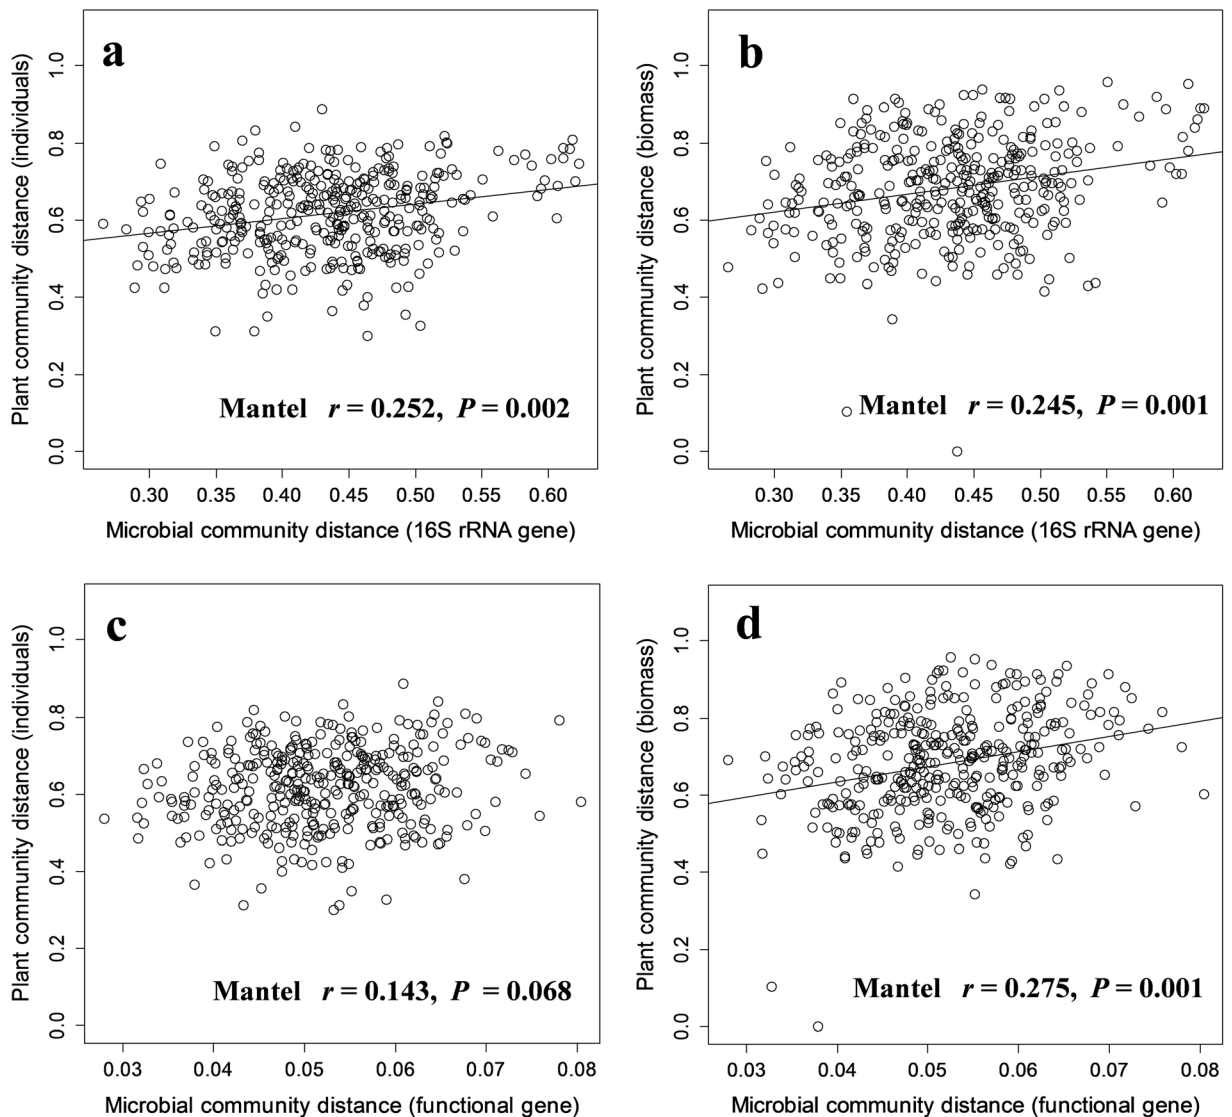 a
Plant community distance (individuals)
1.0
0.8
0.6
0.4
0.2
0.0
Mantel r = 0.252, P = 0.002
0.30 0.35 0.40 0.45 0.50 0.55 0.60
Microbial community distance (16S rRNA gene)
b
Plant community distance (biomass)
1.0
0.8
0.6
0.4
0.2
0.0
Mantel r = 0.245, P = 0.001
0.30 0.35 0.40 0.45 0.50 0.55 0.60
Microbial community distance (16S rRNA gene)
c
Plant community distance (individuals)
1.0
0.8
0.6
0.4
0.2
0.0
Mantel r = 0.143, P = 0.068
0.03 0.04 0.05 0.06 0.07 0.08
Microbial community distance (functional gene)
d
Plant community distance (biomass)
1.0
0.8
0.6
0.4
0.2
0.0
Mantel r = 0.275, P = 0.001
0.03 0.04 0.05 0.06 0.07 0.08
Microbial community distance (functional gene)